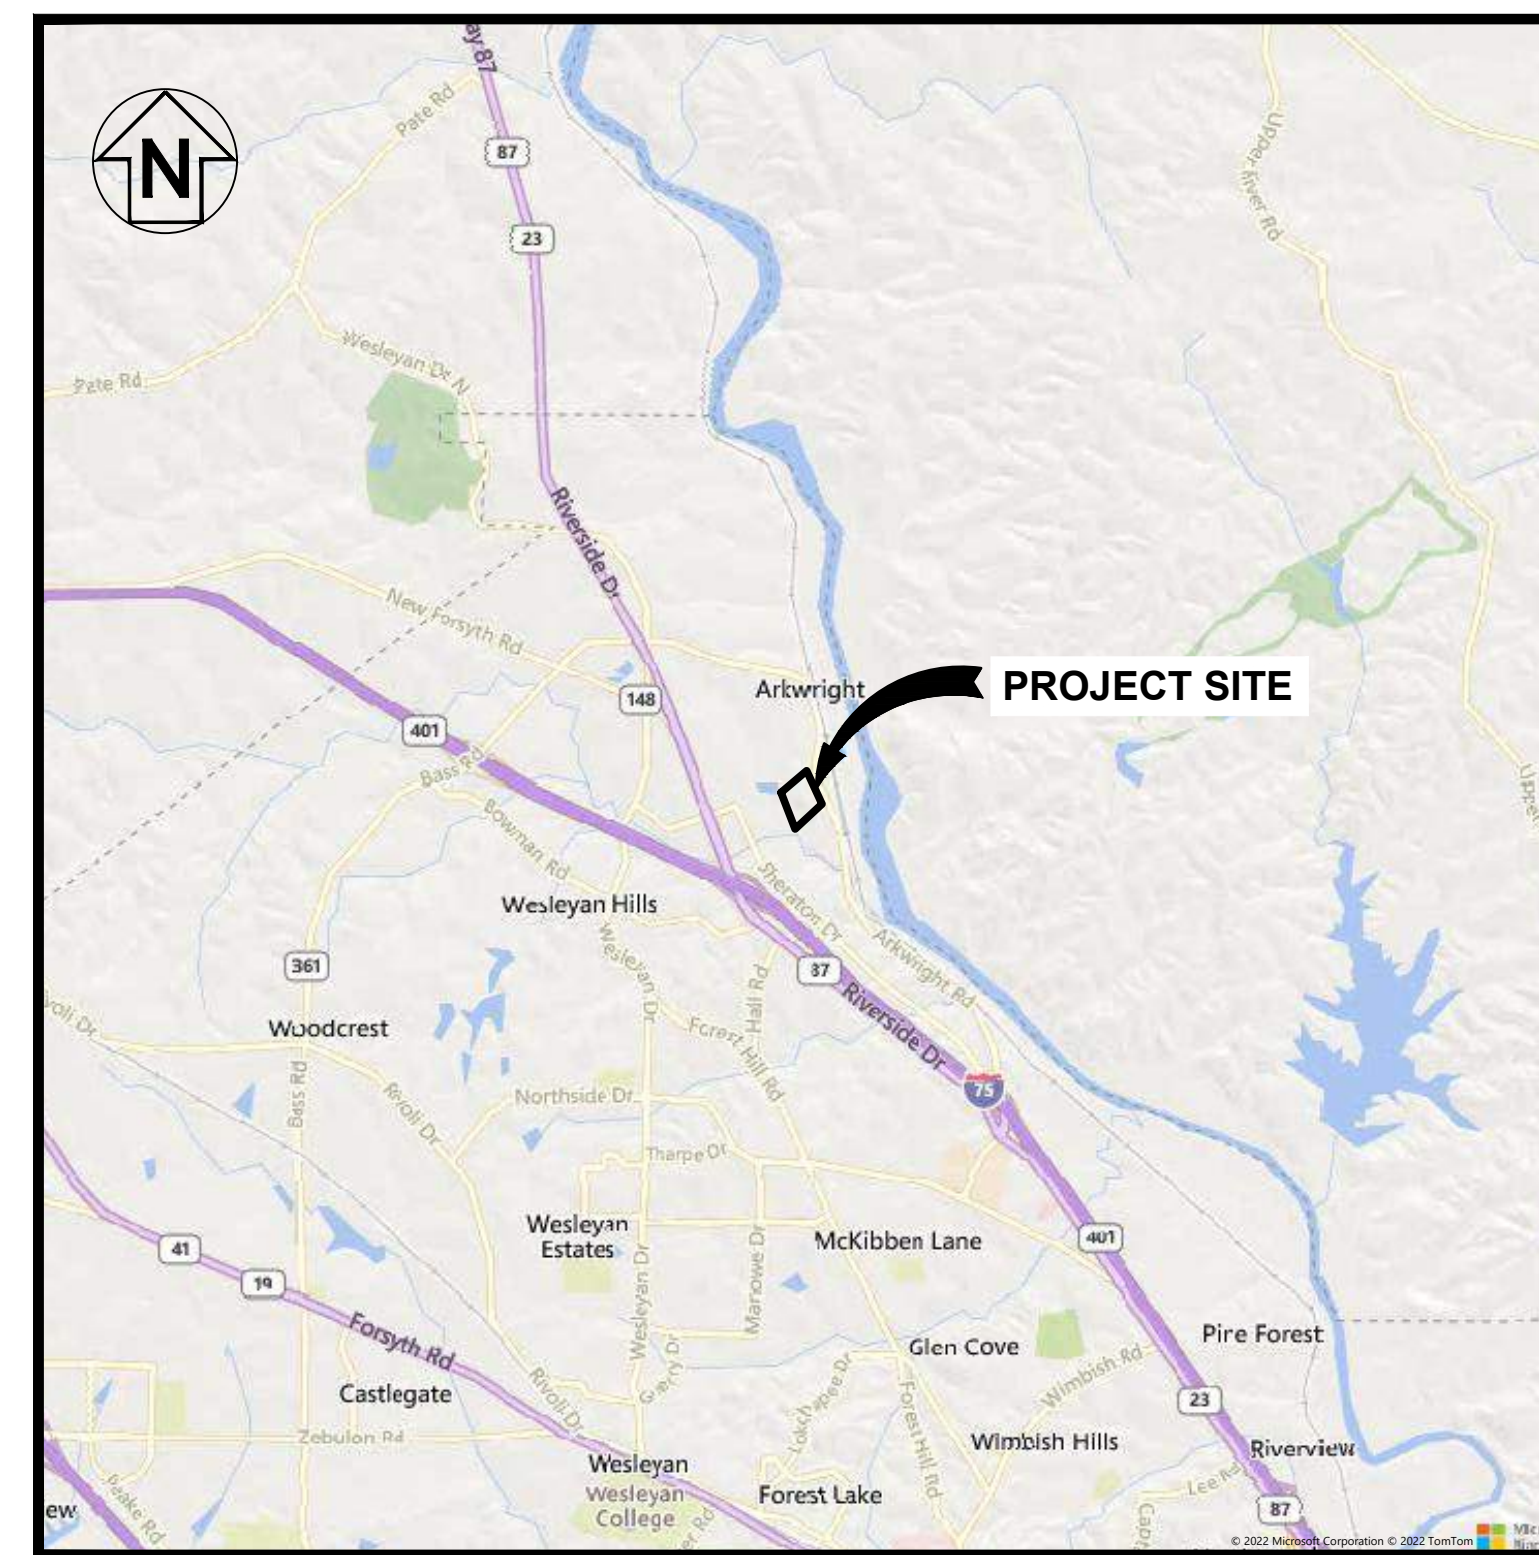 N
Pate Rd
87
23
Upper River Rd
Wesleyan Dr N
Pate Rd
Riverside Dr
New Forsyth Rd
148
Arkwright
PROJECT SITE
401
Bass Rd
Bowman Rd
Sheraton Dr
Wesleyan Hills
Wesleyan Dr
Arkwright Rd
361
87
Hall Rd
Riverside Dr
Woodcrest
Forest Hill Rd
75
Bass Rd
Rivoli Dr
Northside Dr
Tharpe Dr
Wesleyan
Estates
McKibben Lane
401
41
19
Wesleyan Dr
Forsyth Rd
Glen Cove
Wimbish Rd
Castlegate
Rivoli Dr
Forest Hill Rd
23
Zebulon Rd
Wimbish Hills
Riverview
Wesleyan
Wesleyan
College
Forest Lake
Lee Rd
87
© 2022 Microsoft Corporation © 2022 TomTom